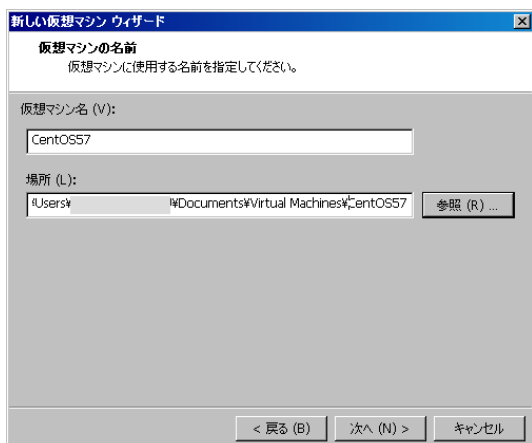 新しい仮想マシン ウィザード
仮想マシンの名前
仮想マシンに使用する名前を指定してください。
仮想マシン名 (V):
CentOS57
場所 (L):
Users¥ ¥Documents¥Virtual Machines¥CentOS57
参照 (R) ...
< 戻る (B) 次へ (N) > キャンセル